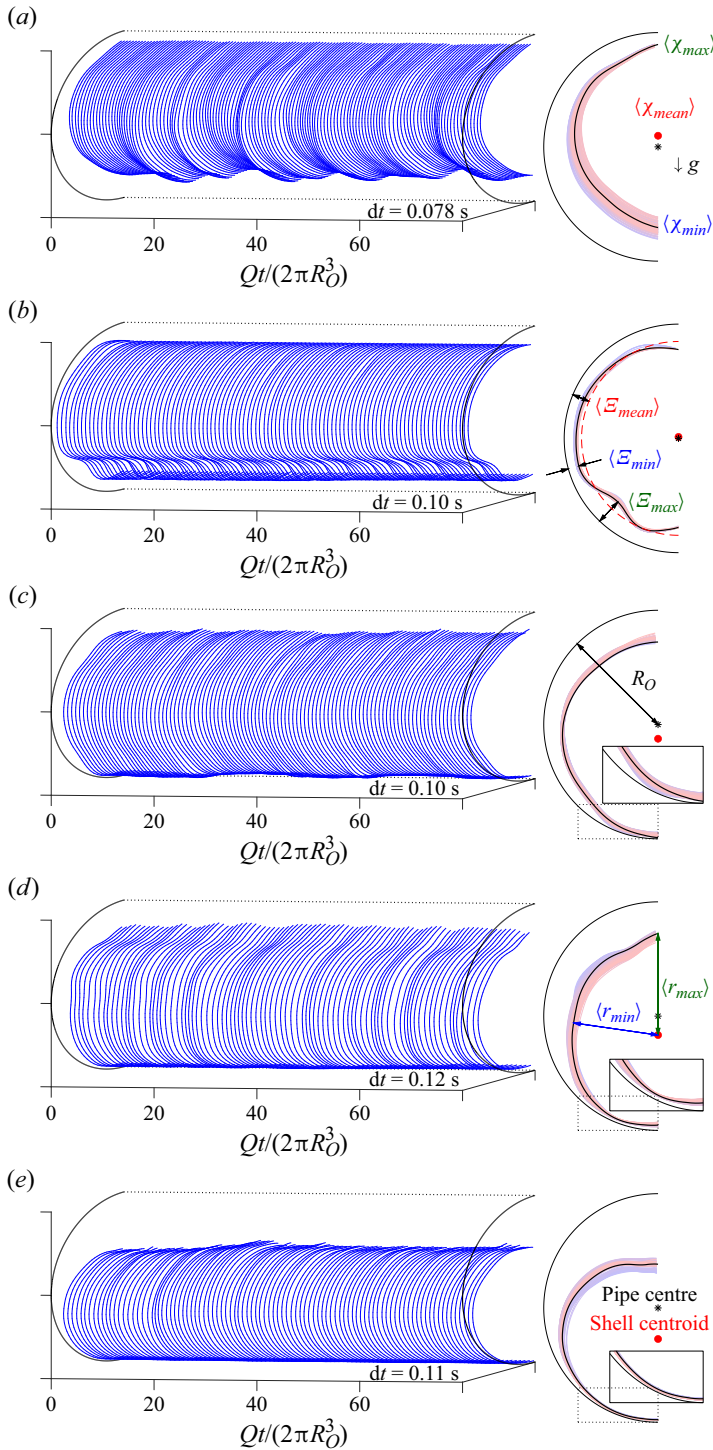 (a)
⟨χmax⟩
⟨χmean⟩
↓ g
⟨χmin⟩
dt = 0.078 s
0 20 40 60
Qt/(2πR_O^3)
(b)
⟨Ξmean⟩
⟨Ξmin⟩
⟨Ξmax⟩
dt = 0.10 s
0 20 40 60
Qt/(2πR_O^3)
(c)
R_O
dt = 0.10 s
0 20 40 60
Qt/(2πR_O^3)
(d)
⟨rmax⟩
⟨rmin⟩
dt = 0.12 s
0 20 40 60
Qt/(2πR_O^3)
(e)
Pipe centre
Shell centroid
dt = 0.11 s
0 20 40 60
Qt/(2πR_O^3)